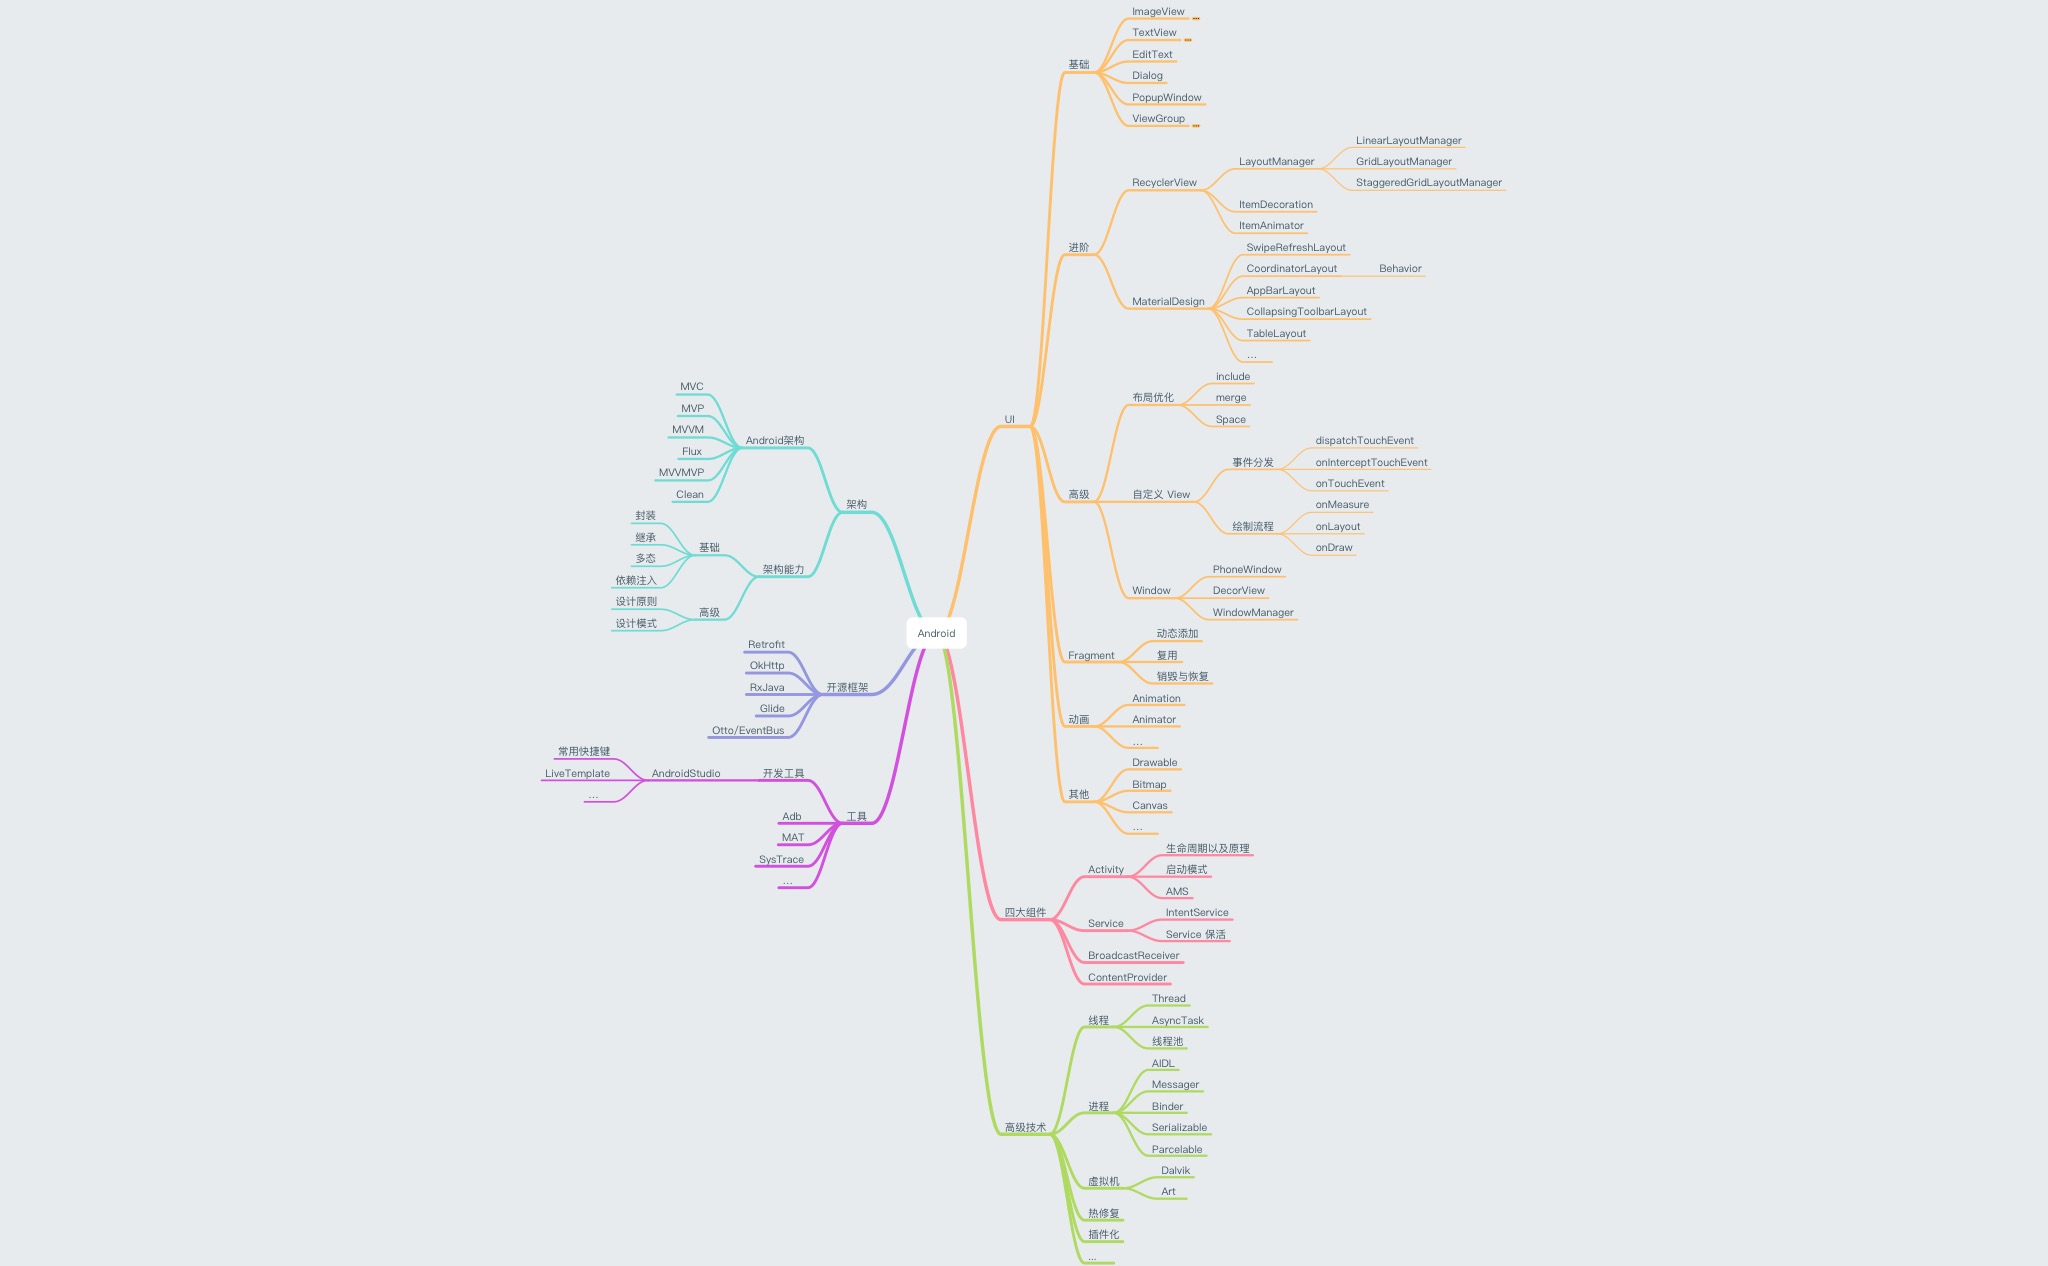 Android
UI
基础
ImageView
TextView
EditText
Dialog
PopupWindow
ViewGroup
进阶
RecyclerView
LayoutManager
LinearLayoutManager
GridLayoutManager
StaggeredGridLayoutManager
ItemDecoration
ItemAnimator
MaterialDesign
SwipeRefreshLayout
CoordinatorLayout
Behavior
AppBarLayout
CollapsingToolbarLayout
TableLayout
...
高级
布局优化
include
merge
Space
自定义 View
事件分发
dispatchTouchEvent
onInterceptTouchEvent
onTouchEvent
绘制流程
onMeasure
onLayout
onDraw
Window
PhoneWindow
DecorView
WindowManager
Fragment
动态添加
复用
销毁与恢复
动画
Animation
Animator
...
其他
Drawable
Bitmap
Canvas
...
四大组件
Activity
生命周期以及原理
启动模式
AMS
Service
IntentService
Service 保活
BroadcastReceiver
ContentProvider
高级技术
线程
Thread
AsyncTask
线程池
进程
AIDL
Messager
Binder
Serializable
Parcelable
虚拟机
Dalvik
Art
热修复
插件化
...
架构
Android架构
MVC
MVP
MVVM
Flux
MVVMVP
Clean
架构能力
基础
封装
继承
多态
依赖注入
高级
设计原则
设计模式
开源框架
Retrofit
OkHttp
RxJava
Glide
Otto/EventBus
工具
开发工具
AndroidStudio
常用快捷键
LiveTemplate
...
Adb
MAT
SysTrace
...